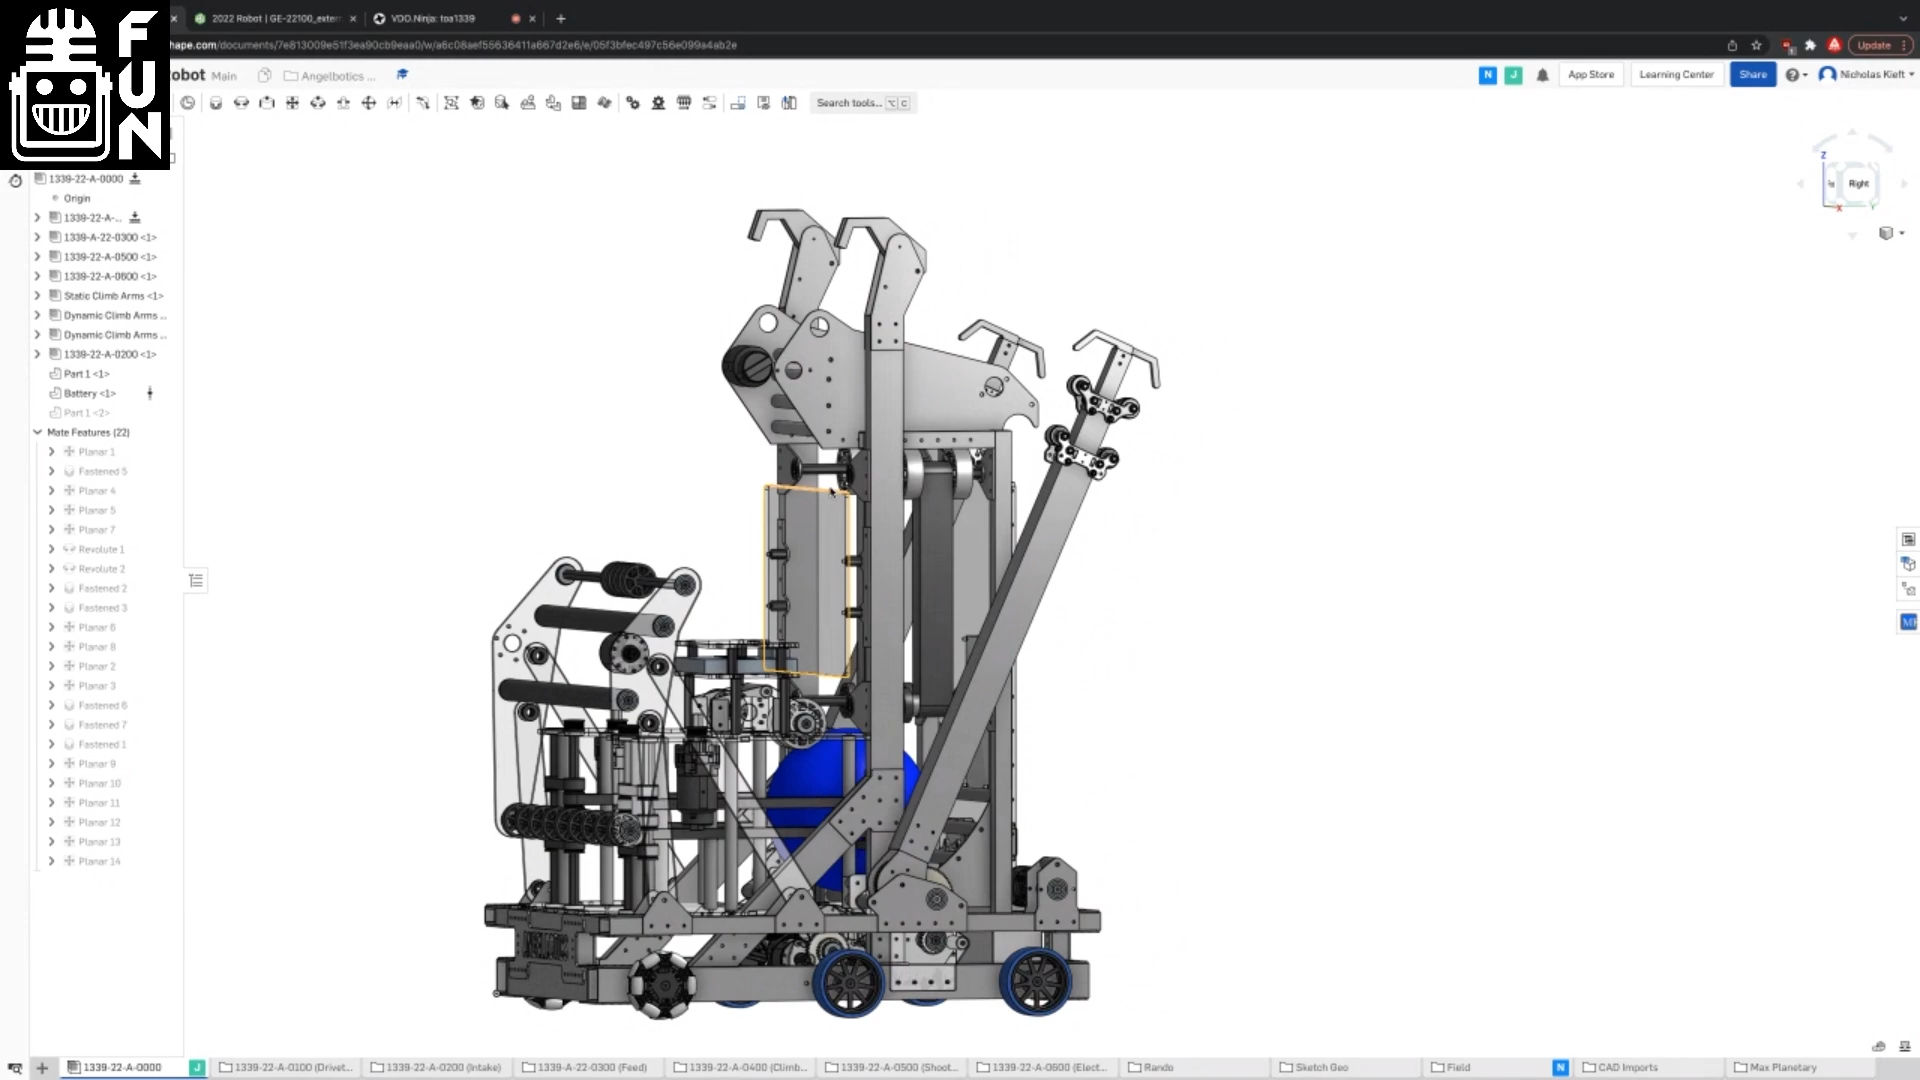 FUN
2022 Robot | GE-22100_exter
VDO.Ninja: toa1339
hape.com/documents/7e813009e51f3ea90cb9eaa0/w/a6c08aef55636411a667d2e6/e/05f3bfec497c56e099a4ab2e
Update
obot Main Angelbotics ...
N J App Store Learning Center Share Nicholas Kieft
Search tools... ⌥ C
1339-22-A-0000
Origin
1339-22-A-...
1339-A-22-0300 <1>
1339-22-A-0500 <1>
1339-22-A-0600 <1>
Static Climb Arms <1>
Dynamic Climb Arms ...
Dynamic Climb Arms ...
1339-22-A-0200 <1>
Part 1 <1>
Battery <1>
Part 1 <2>
Mate Features (22)
Planar 1
Fastened 5
Planar 4
Planar 5
Planar 7
Revolute 1
Revolute 2
Fastened 2
Fastened 3
Planar 6
Planar 8
Planar 2
Planar 3
Fastened 6
Fastened 7
Fastened 1
Planar 9
Planar 10
Planar 11
Planar 12
Planar 13
Planar 14
Z
Right
X
Y
1339-22-A-0000 J 1339-22-A-0100 (Drivet... 1339-22-A-0200 (Intake) 1339-A-22-0300 (Feed) 1339-22-A-0400 (Climb... 1339-22-A-0500 (Shoot... 1339-22-A-0600 (Elect... Rando Sketch Geo Field N CAD Imports Max Planetary